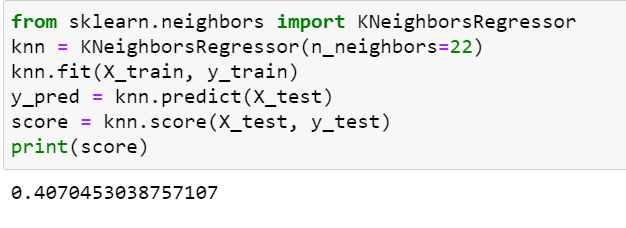 from sklearn.neighbors import KNeighborsRegressor
knn = KNeighborsRegressor(n_neighbors=22)
knn.fit(X_train, y_train)
y_pred = knn.predict(X_test)
score = knn.score(X_test, y_test)
print(score)
0.4070453038757107